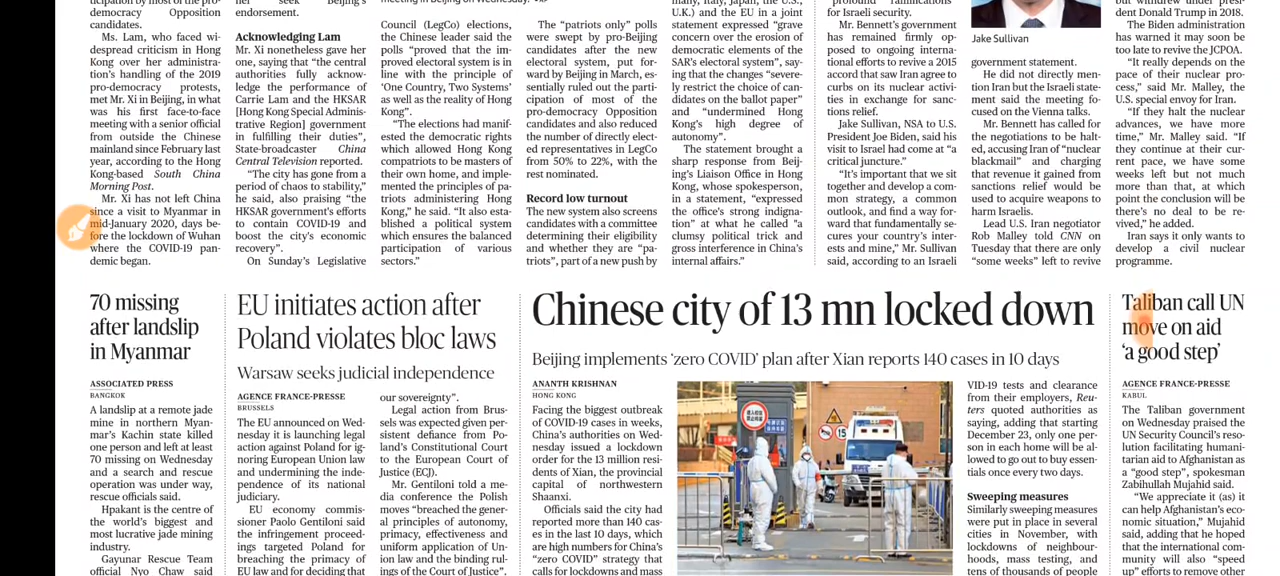 ticipation by most of the pro-
democracy Opposition
candidates.
Ms. Lam, who faced wi-
despread criticism in Hong
Kong over her administra-
tion's handling of the 2019
pro-democracy protests,
met Mr. Xi in Beijing, in what
was his first face-to-face
meeting with a senior official
from outside the Chinese
mainland since February last
year, according to the Hong
Kong-based South China
Morning Post.
Mr. Xi has not left China
since a visit to Myanmar in
mid-January 2020, days be-
fore the lockdown of Wuhan
where the COVID-19 pan-
demic began.
her seek Beijing's
endorsement.
Acknowledging Lam
Mr. Xi nonetheless gave her
one, saying that "the central
authorities fully acknow-
ledge the performance of
Carrie Lam and the HKSAR
[Hong Kong Special Adminis-
trative Region] government
in fulfilling their duties",
State-broadcaster China
Central Television reported.
"The city has gone from a
period of chaos to stability,"
he said, also praising "the
HKSAR government's efforts
to contain COVID-19 and
boost the city's economic
recovery".
On Sunday's Legislative
meeting in Beijing on Wednesday.
Council (LegCo) elections,
the Chinese leader said the
polls "proved that the im-
proved electoral system is in
line with the principle of
'One Country, Two Systems'
as well as the reality of Hong
Kong".
"The elections had manif-
ested the democratic rights
which allowed Hong Kong
compatriots to be masters of
their own home, and imple-
mented the principles of pa-
triots administering Hong
Kong," he said. "It also esta-
blished a political system
which ensures the balanced
participation of various
sectors."
The "patriots only" polls
were swept by pro-Beijing
candidates after the new
electoral system, put for-
ward by Beijing in March, es-
sentially ruled out the parti-
cipation of most of the
pro-democracy Opposition
candidates and also reduced
the number of directly elect-
ed representatives in LegCo
from 50% to 22%, with the
rest nominated.
Record low turnout
The new system also screens
candidates with a committee
determining their eligibility
and whether they are "pa-
triots", part of a new push by
many, Italy, Japan, the U.S.,
U.K.) and the EU in a joint
statement expressed "grave
concern over the erosion of
democratic elements of the
SAR's electoral system", say-
ing that the changes "severe-
ly restrict the choice of can-
didates on the ballot paper"
and "undermined Hong
Kong's high degree of
autonomy".
The statement brought a
sharp response from Beij-
ing's Liaison Office in Hong
Kong, whose spokesperson,
in a statement, "expressed
the office's strong indigna-
tion" at what he called "a
clumsy political trick and
gross interference in China's
internal affairs."
profound ramifications"
for Israeli security.
Mr. Bennett's government
has remained firmly op-
posed to ongoing interna-
tional efforts to revive a 2015
accord that saw Iran agree to
curbs on its nuclear activi-
ties in exchange for sanc-
tions relief.
Jake Sullivan, NSA to U.S.
President Joe Biden, said his
visit to Israel had come at "a
critical juncture."
"It's important that we sit
together and develop a com-
mon strategy, a common
outlook, and find a way for-
ward that fundamentally se-
cures your country's inter-
ests and mine," Mr. Sullivan
said, according to an Israeli
Jake Sullivan
government statement.
He did not directly men-
tion Iran but the Israeli state-
ment said the meeting fo-
cused on the Vienna talks.
Mr. Bennett has called for
the negotiations to be halt-
ed, accusing Iran of "nuclear
blackmail" and charging
that revenue it gained from
sanctions relief would be
used to acquire weapons to
harm Israelis.
Lead U.S. Iran negotiator
Rob Malley told CNN on
Tuesday that there are only
"some weeks" left to revive
but withdrew under presi-
dent Donald Trump in 2018.
The Biden administration
has warned it may soon be
too late to revive the JCPOA.
"It really depends on the
pace of their nuclear pro-
cess," said Mr. Malley, the
U.S. special envoy for Iran.
"If they halt the nuclear
advances, we have more
time," Mr. Malley said. "If
they continue at their cur-
rent pace, we have some
weeks left but not much
more than that, at which
point the conclusion will be
there's no deal to be re-
vived," he added.
Iran says it only wants to
develop a civil nuclear
programme.
70 missing
after landslip
in Myanmar
ASSOCIATED PRESS
BANGKOK
A landslip at a remote jade
mine in northern Myan-
mar's Kachin state killed
one person and left at least
70 missing on Wednesday
and a search and rescue
operation was under way,
rescue officials said.
Hpakant is the centre of
the world's biggest and
most lucrative jade mining
industry.
Gayunar Rescue Team
official Nyo Chaw said
EU initiates action after
Poland violates bloc laws
Warsaw seeks judicial independence
AGENCE FRANCE-PRESSE
BRUSSELS
The EU announced on Wed-
nesday it is launching legal
action against Poland for ig-
noring European Union law
and undermining the inde-
pendence of its national
judiciary.
EU economy commis-
sioner Paolo Gentiloni said
the infringement proceed-
ings targeted Poland for
breaching the primacy of
EU law and for deciding that
our sovereignty".
Legal action from Brus-
sels was expected given per-
sistent defiance from Po-
land's Constitutional Court
to the European Court of
Justice (ECJ).
Mr. Gentiloni told a me-
dia conference the Polish
moves "breached the gener-
al principles of autonomy,
primacy, effectiveness and
uniform application of Un-
ion law and the binding rul-
ings of the Court of Justice".
Chinese city of 13 mn locked down
Beijing implements 'zero COVID' plan after Xian reports 140 cases in 10 days
ANANTH KRISHNAN
HONG KONG
Facing the biggest outbreak
of COVID-19 cases in weeks,
China's authorities on Wed-
nesday issued a lockdown
order for the 13 million resi-
dents of Xian, the provincial
capital of northwestern
Shaanxi.
Officials said the city had
reported more than 140 cas-
es in the last 10 days, which
are high numbers for China's
"zero COVID" strategy that
calls for lockdowns and mass
15
VID-19 tests and clearance
from their employers, Reu-
ters quoted authorities as
saying, adding that starting
December 23, only one per-
son in each home will be al-
lowed to go out to buy essen-
tials once every two days.
Sweeping measures
Similarly sweeping measures
were put in place in several
cities in November, with
lockdowns of neighbour-
hoods, mass testing, and
tens of thousands of people
Taliban call UN
move on aid
'a good step'
AGENCE FRANCE-PRESSE
KABUL
The Taliban government
on Wednesday praised the
UN Security Council's reso-
lution facilitating humani-
tarian aid to Afghanistan as
a "good step", spokesman
Zabihullah Mujahid said.
"We appreciate it (as) it
can help Afghanistan's eco-
nomic situation," Mujahid
said, adding that he hoped
that the international com-
munity will also "speed
up" efforts to remove other